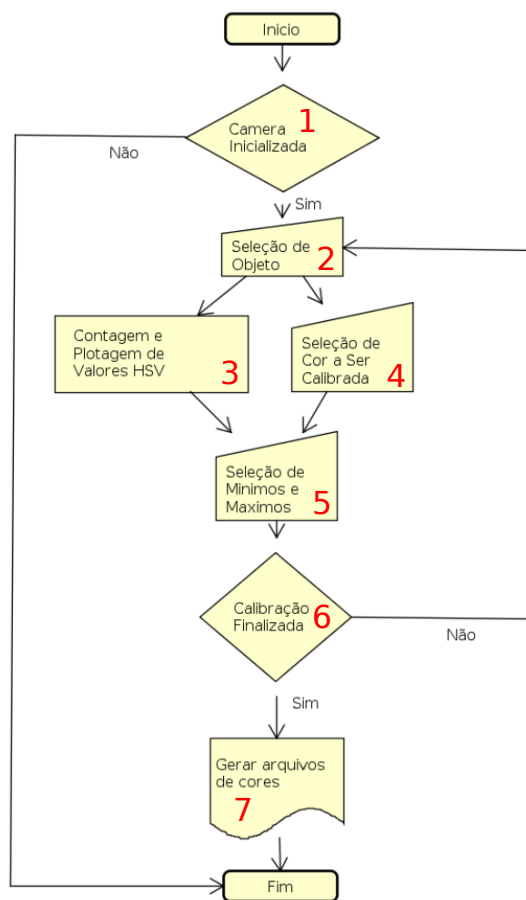 Inicio
Camera 1
Inicializada
Não
Sim
Seleção de
Objeto 2
Contagem e
Plotagem de
Valores HSV 3
Seleção de
Cor a Ser
Calibrada 4
Seleção de
Minimos e
Maximos 5
Calibração 6
Finalizada
Não
Sim
Gerar arquivos
de cores
7
Fim